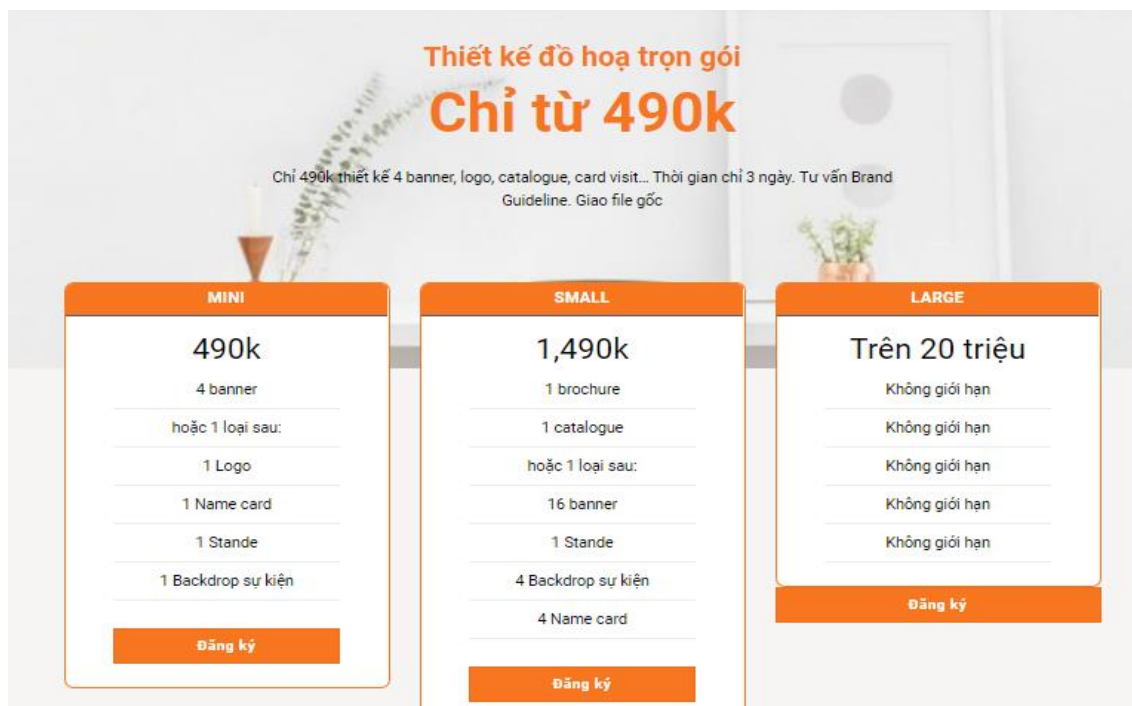 Thiết kế đồ hoạ trọn gói
Chỉ từ 490k
Chỉ 490k thiết kế 4 banner, logo, catalogue, card visit... Thời gian chỉ 3 ngày. Tư vấn Brand
Guideline. Giao file gốc
MINI
490k
4 banner
hoặc 1 loại sau:
1 Logo
1 Name card
1 Stande
1 Backdrop sự kiện
Đăng ký
SMALL
1,490k
1 brochure
1 catalogue
hoặc 1 loại sau:
16 banner
1 Stande
4 Backdrop sự kiện
4 Name card
Đăng ký
LARGE
Trên 20 triệu
Không giới hạn
Không giới hạn
Không giới hạn
Không giới hạn
Không giới hạn
Đăng ký